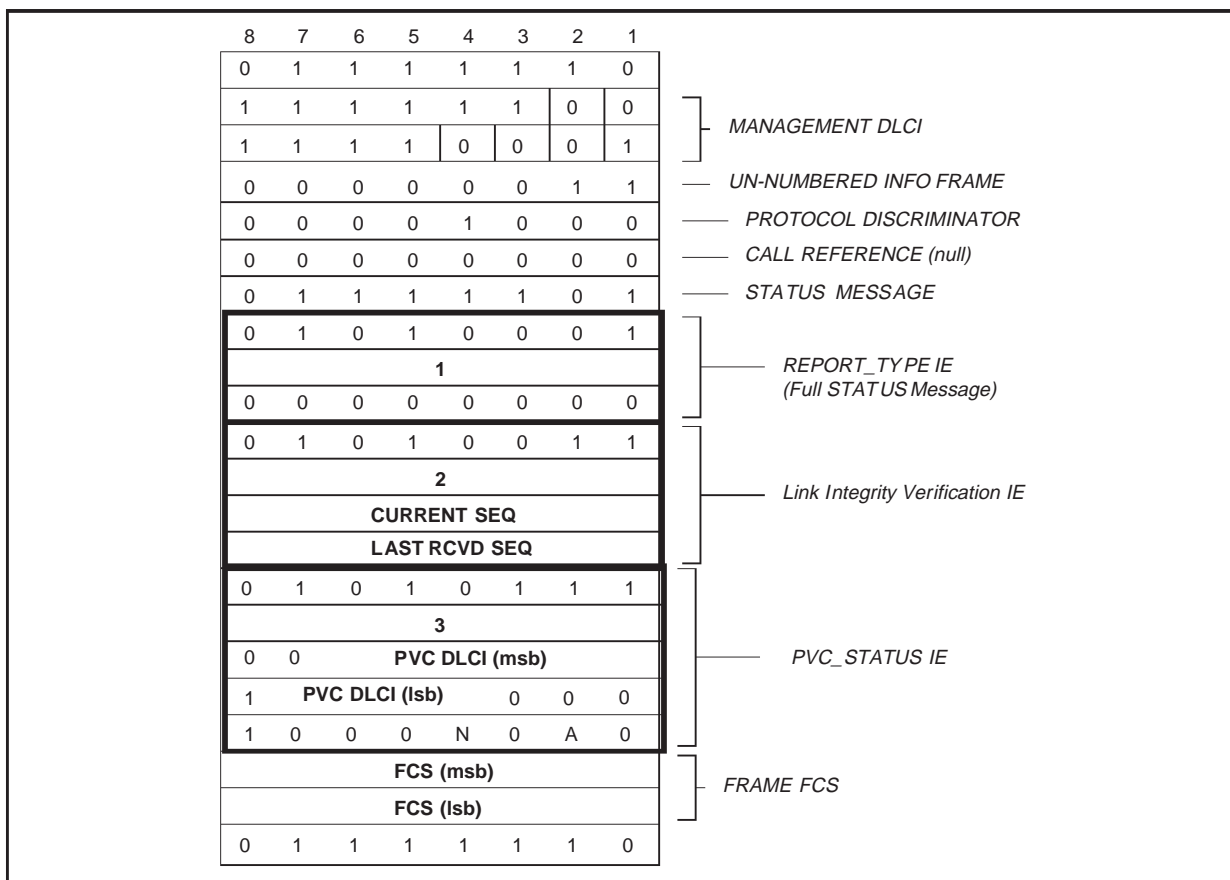 8 7 6 5 4 3 2 1
0 1 1 1 1 1 1 0
1 1 1 1 1 1 0 0
MANAGEMENT DLCI
1 1 1 1 0 0 0 1
0 0 0 0 0 0 1 1 UN-NUMBERED INFO FRAME
0 0 0 0 1 0 0 0 PROTOCOL DISCRIMINATOR
0 0 0 0 0 0 0 0 CALL REFERENCE (null)
0 1 1 1 1 1 0 1 STATUS MESSAGE
0 1 0 1 0 0 0 1
1 REPORT_TYPE IE
(Full STATUS Message)
0 0 0 0 0 0 0 0
0 1 0 1 0 0 1 1
2
Link Integrity Verification IE
CURRENT SEQ
LAST RCVD SEQ
0 1 0 1 0 1 1 1
3
0 0 PVC DLCI (msb) PVC_STATUS IE
1 PVC DLCI (lsb) 0 0 0
1 0 0 0 N 0 A 0
FCS (msb)
FRAME FCS
FCS (lsb)
0 1 1 1 1 1 1 0